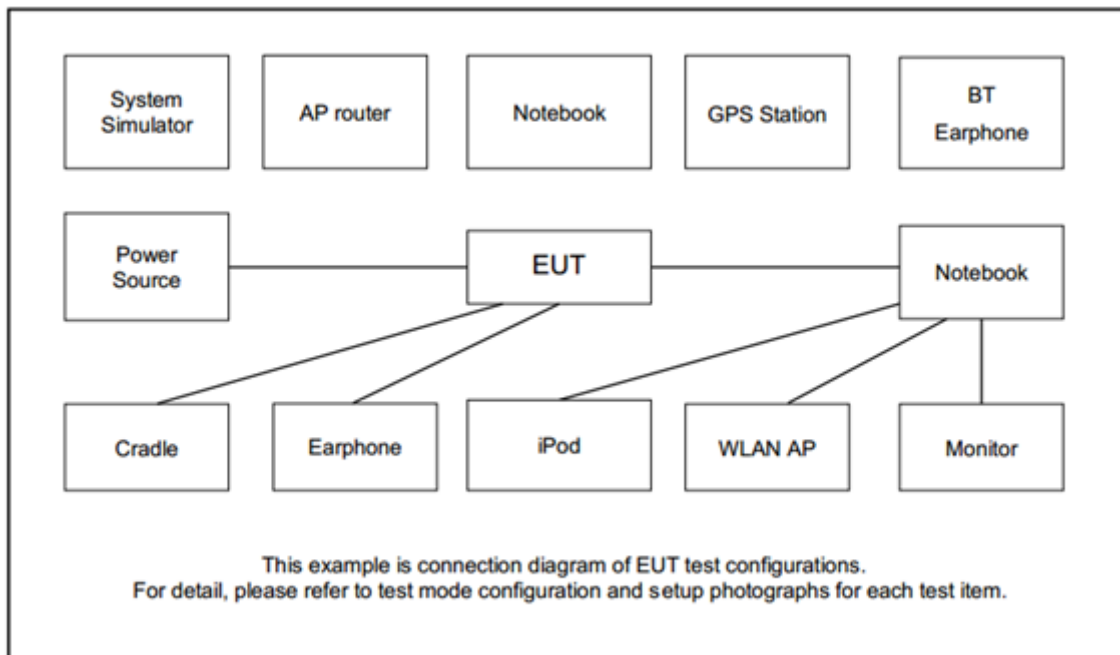 System
Simulator
AP router
Notebook
GPS Station
BT
Earphone
Power
Source
EUT
Notebook
Cradle
Earphone
iPod
WLAN AP
Monitor
This example is connection diagram of EUT test configurations.
For detail, please refer to test mode configuration and setup photographs for each test item.